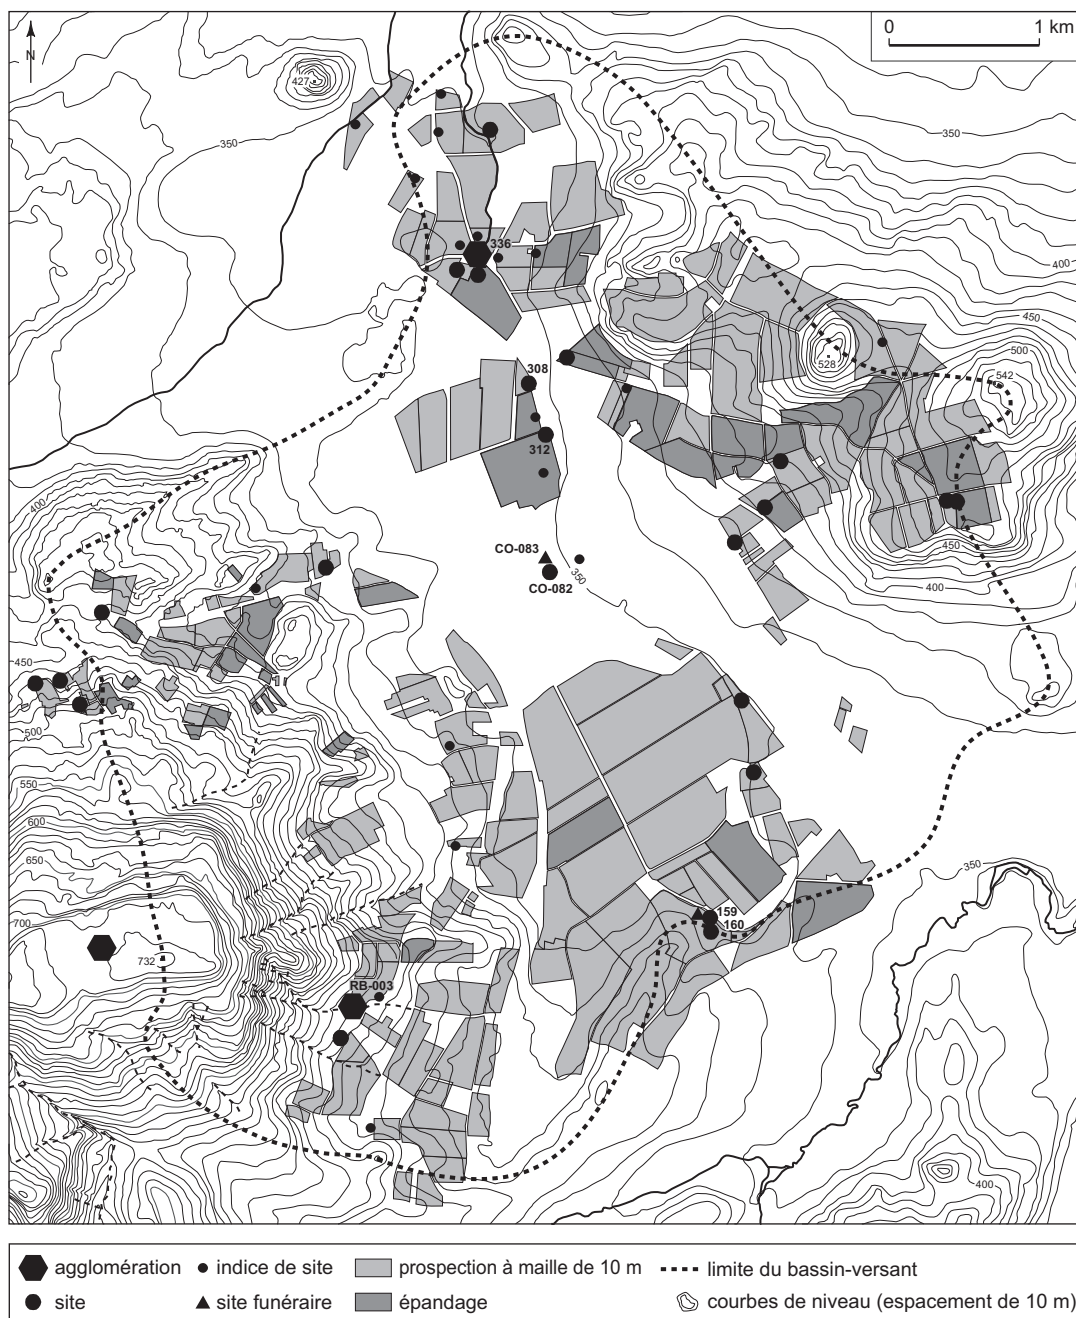 0 1 km
N
427
350
350
336
400
450
500
528
542
308
312
400
CO-083
350
CO-082
450
400
450
500
550
600
650
700
732
350
159
160
RB-003
400
agglomération
indice de site
prospection à maille de 10 m
limite du bassin-versant
site
site funéraire
épandage
courbes de niveau (espacement de 10 m)